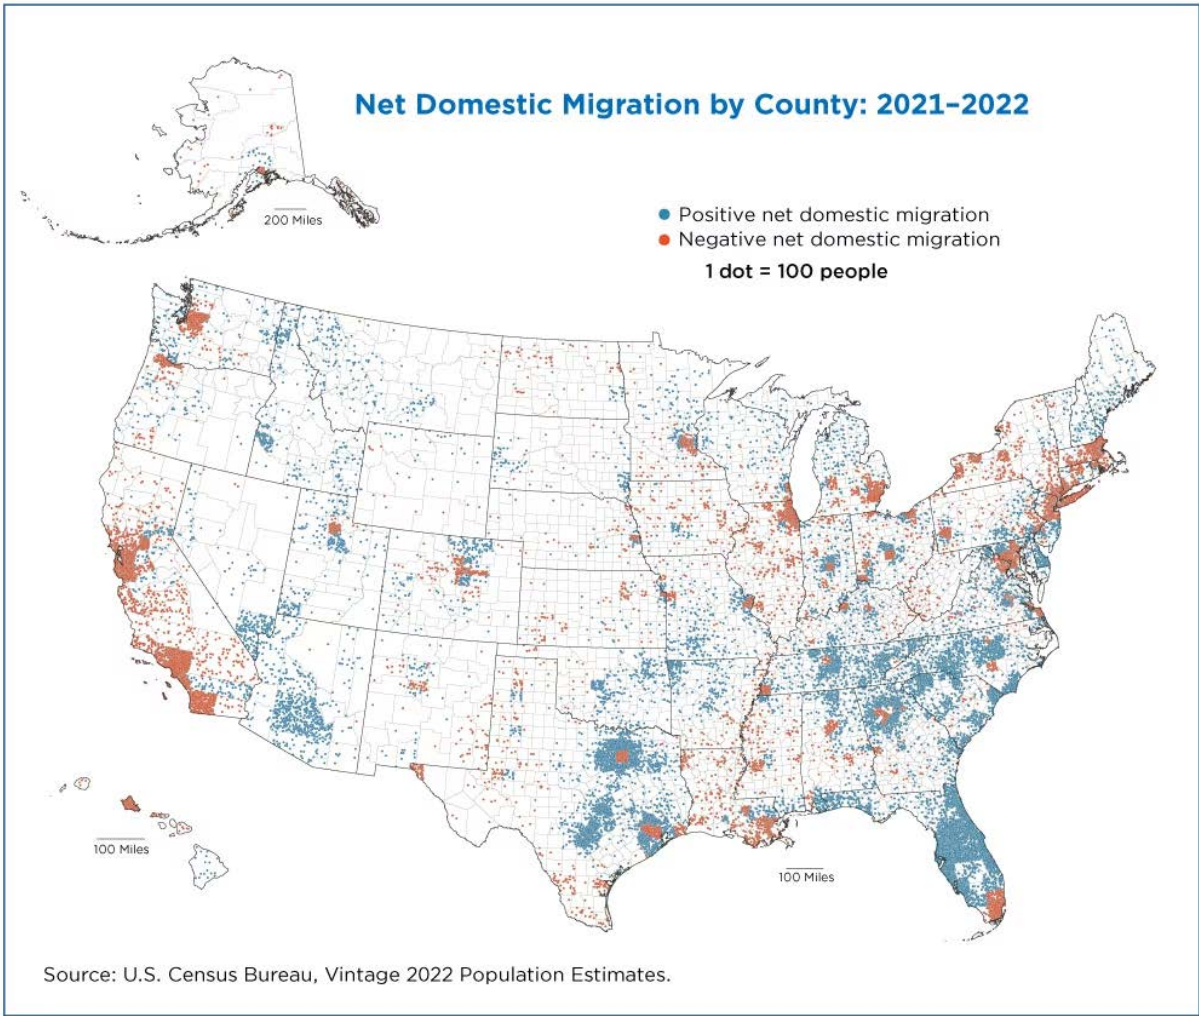 Net Domestic Migration by County: 2021–2022
Positive net domestic migration
Negative net domestic migration
1 dot = 100 people
200 Miles
100 Miles
100 Miles
Source: U.S. Census Bureau, Vintage 2022 Population Estimates.